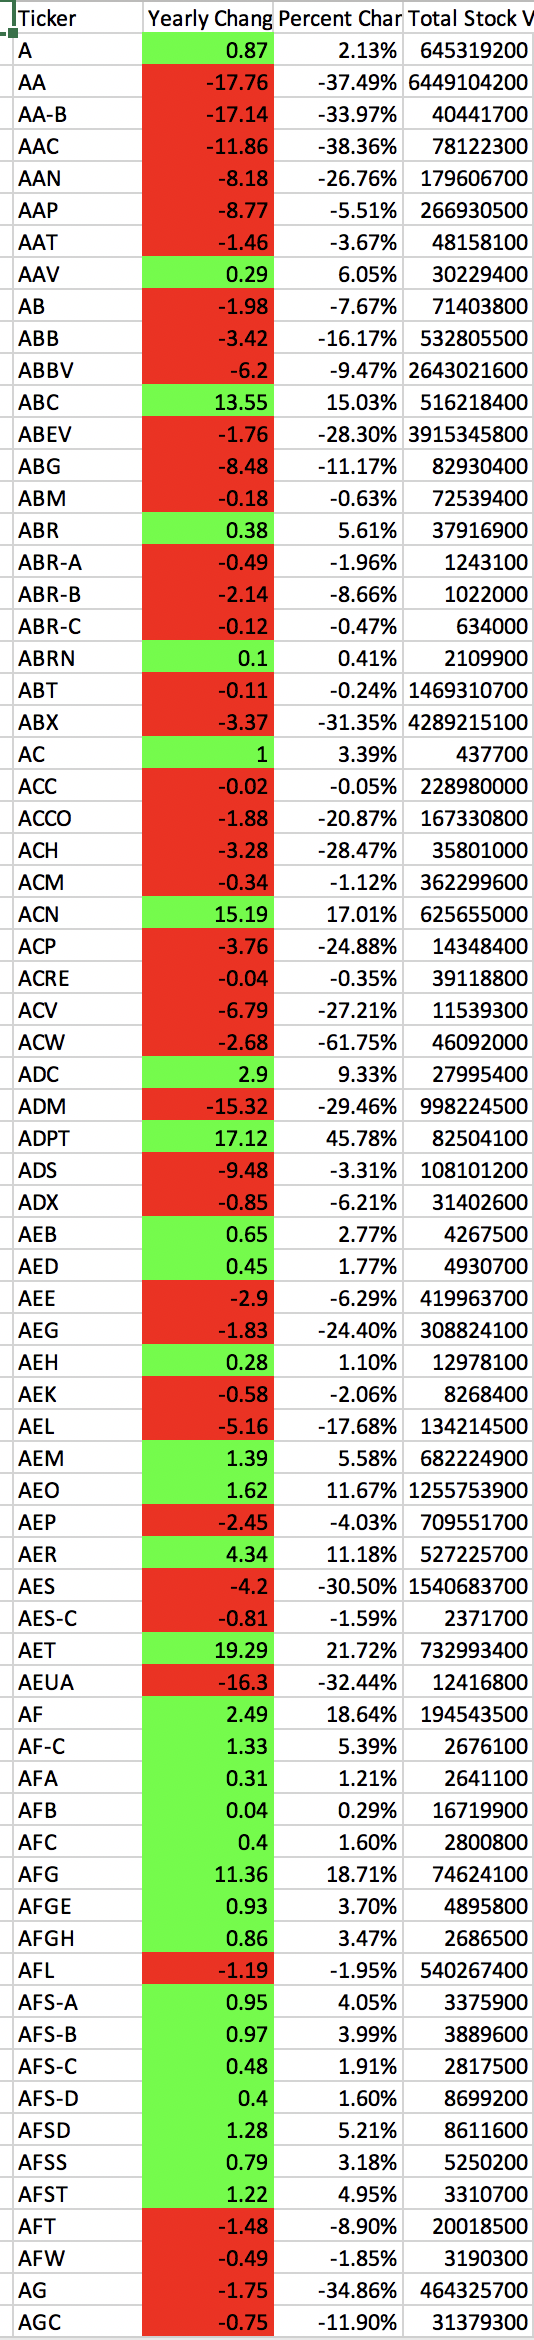 Ticker Yearly Chang Percent Char Total Stock V
A 0.87 2.13% 645319200
AA -17.76 -37.49% 6449104200
AA-B -17.14 -33.97% 40441700
AAC -11.86 -38.36% 78122300
AAN -8.18 -26.76% 179606700
AAP -8.77 -5.51% 266930500
AAT -1.46 -3.67% 48158100
AAV 0.29 6.05% 30229400
AB -1.98 -7.67% 71403800
ABB -3.42 -16.17% 532805500
ABBV -6.2 -9.47% 2643021600
ABC 13.55 15.03% 516218400
ABEV -1.76 -28.30% 3915345800
ABG -8.48 -11.17% 82930400
ABM -0.18 -0.63% 72539400
ABR 0.38 5.61% 37916900
ABR-A -0.49 -1.96% 1243100
ABR-B -2.14 -8.66% 1022000
ABR-C -0.12 -0.47% 634000
ABRN 0.1 0.41% 2109900
ABT -0.11 -0.24% 1469310700
ABX -3.37 -31.35% 4289215100
AC 1 3.39% 437700
ACC -0.02 -0.05% 228980000
ACCO -1.88 -20.87% 167330800
ACH -3.28 -28.47% 35801000
ACM -0.34 -1.12% 362299600
ACN 15.19 17.01% 625655000
ACP -3.76 -24.88% 14348400
ACRE -0.04 -0.35% 39118800
ACV -6.79 -27.21% 11539300
ACW -2.68 -61.75% 46092000
ADC 2.9 9.33% 27995400
ADM -15.32 -29.46% 998224500
ADPT 17.12 45.78% 82504100
ADS -9.48 -3.31% 108101200
ADX -0.85 -6.21% 31402600
AEB 0.65 2.77% 4267500
AED 0.45 1.77% 4930700
AEE -2.9 -6.29% 419963700
AEG -1.83 -24.40% 308824100
AEH 0.28 1.10% 12978100
AEK -0.58 -2.06% 8268400
AEL -5.16 -17.68% 134214500
AEM 1.39 5.58% 682224900
AEO 1.62 11.67% 1255753900
AEP -2.45 -4.03% 709551700
AER 4.34 11.18% 527225700
AES -4.2 -30.50% 1540683700
AES-C -0.81 -1.59% 2371700
AET 19.29 21.72% 732993400
AEUA -16.3 -32.44% 12416800
AF 2.49 18.64% 194543500
AF-C 1.33 5.39% 2676100
AFA 0.31 1.21% 2641100
AFB 0.04 0.29% 16719900
AFC 0.4 1.60% 2800800
AFG 11.36 18.71% 74624100
AFGE 0.93 3.70% 4895800
AFGH 0.86 3.47% 2686500
AFL -1.19 -1.95% 540267400
AFS-A 0.95 4.05% 3375900
AFS-B 0.97 3.99% 3889600
AFS-C 0.48 1.91% 2817500
AFS-D 0.4 1.60% 8699200
AFSD 1.28 5.21% 8611600
AFSS 0.79 3.18% 5250200
AFST 1.22 4.95% 3310700
AFT -1.48 -8.90% 20018500
AFW -0.49 -1.85% 3190300
AG -1.75 -34.86% 464325700
AGC -0.75 -11.90% 31379300